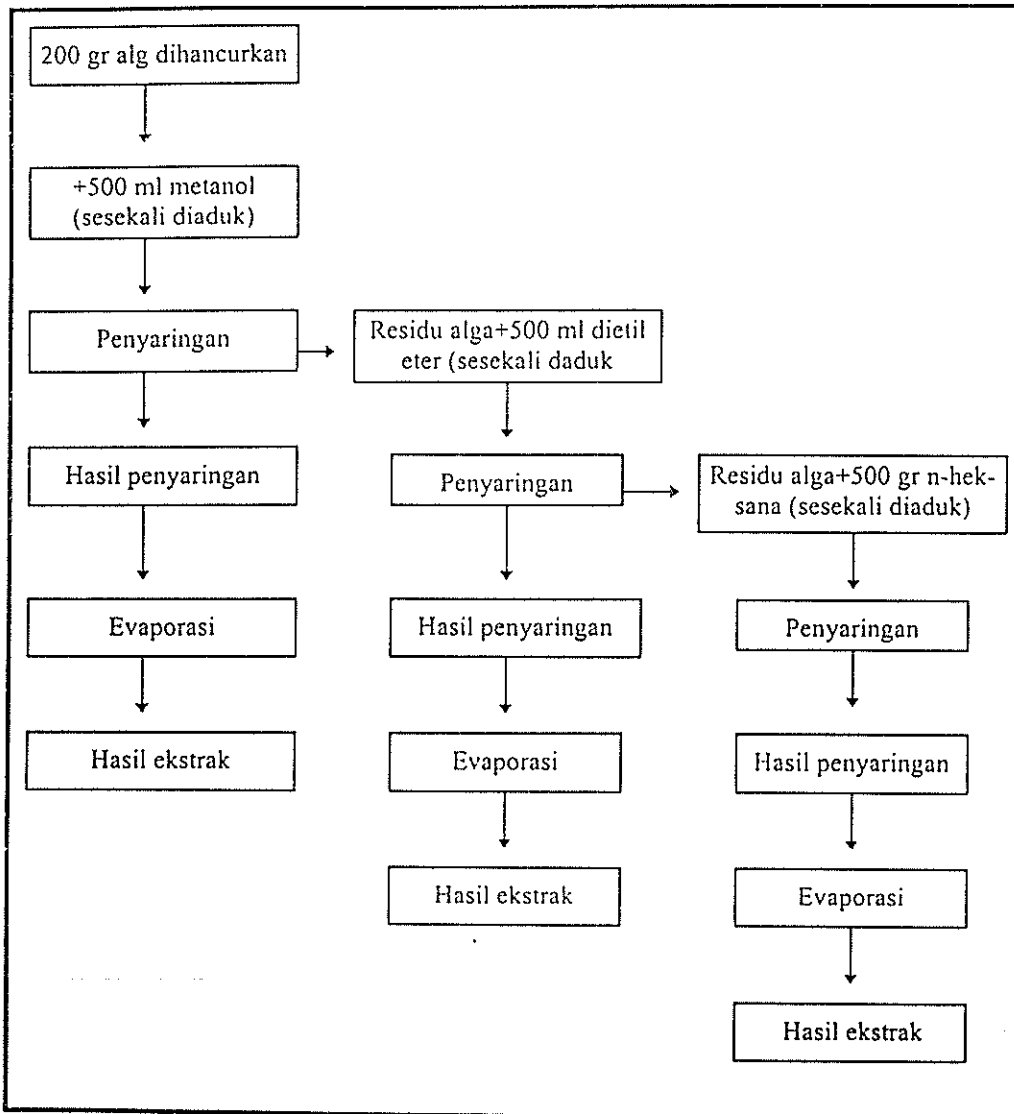 200 gr alg dihancurkan
+500 ml metanol
(sesekali diaduk)
Penyaringan
Hasil penyaringan
Evaporasi
Hasil ekstrak
Residu alga+500 ml dietil
eter (sesekali daduk
Penyaringan
Hasil penyaringan
Evaporasi
Hasil ekstrak
Residu alga+500 gr n-hek-
sana (sesekali diaduk)
Penyaringan
Hasil penyaringan
Evaporasi
Hasil ekstrak